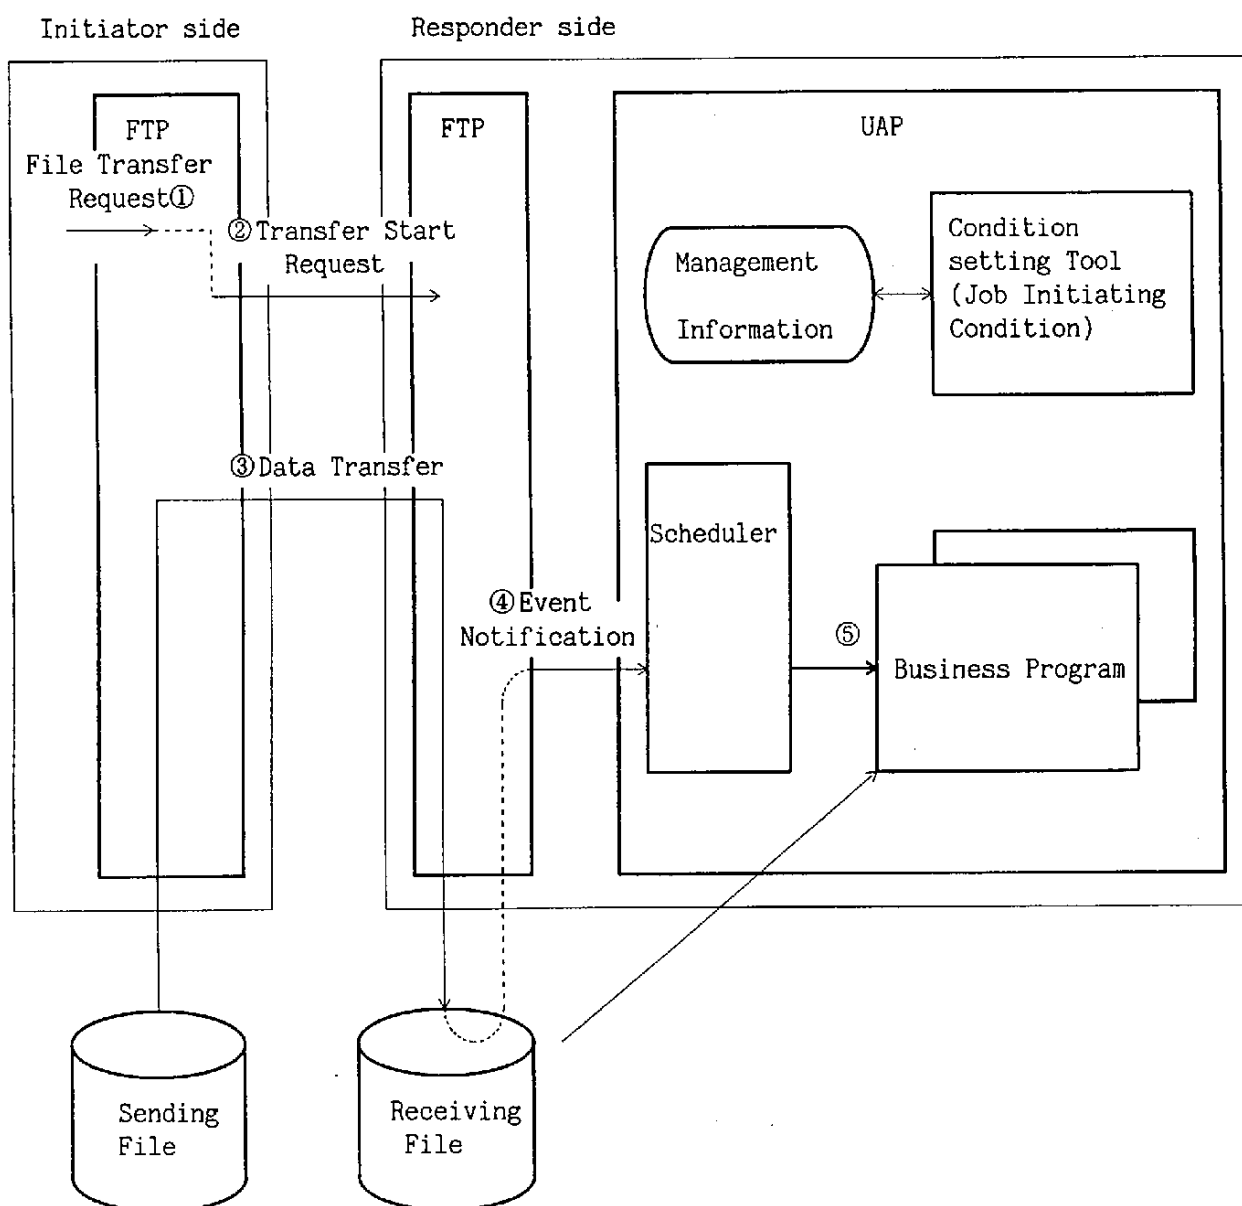 Initiator side
Responder side
FTP
File Transfer
Request①
FTP
UAP
②Transfer Start
Request
Management
Information
Condition
setting Tool
(Job Initiating
Condition)
③Data Transfer
Scheduler
④Event
Notification
⑤
Business Program
Sending
File
Receiving
File